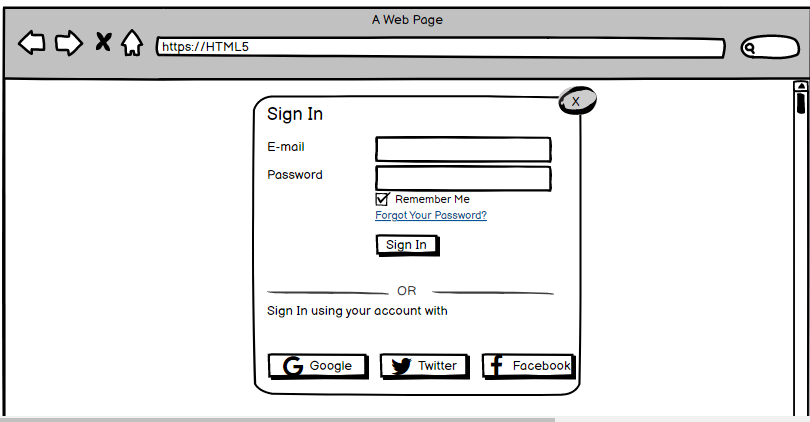 A Web Page
https://HTML5
X
Sign In
E-mail
Password
Remember Me
Forgot Your Password?
Sign In
OR
Sign In using your account with
Google Twitter Facebook